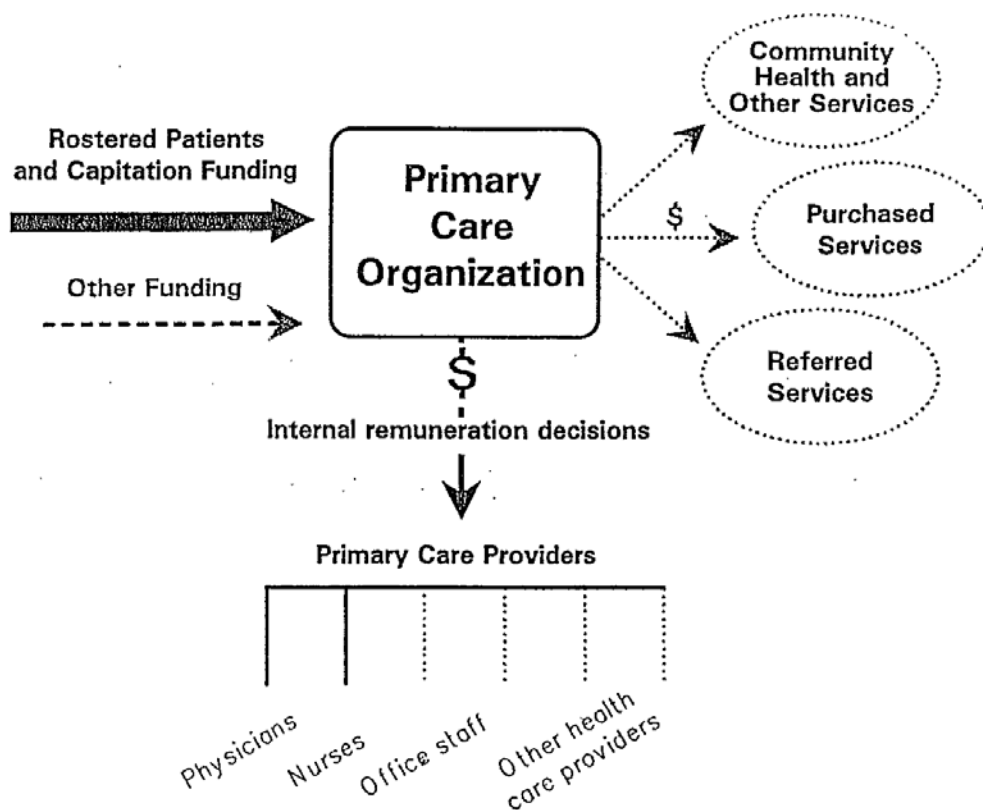 Community
Health and
Other Services
Rostered Patients
and Capitation Funding
Primary
Care
Organization
$
Purchased
Services
Other Funding
Referred
Services
$
Internal remuneration decisions
Primary Care Providers
Physicians
Nurses
Office staff
Other health
care providers